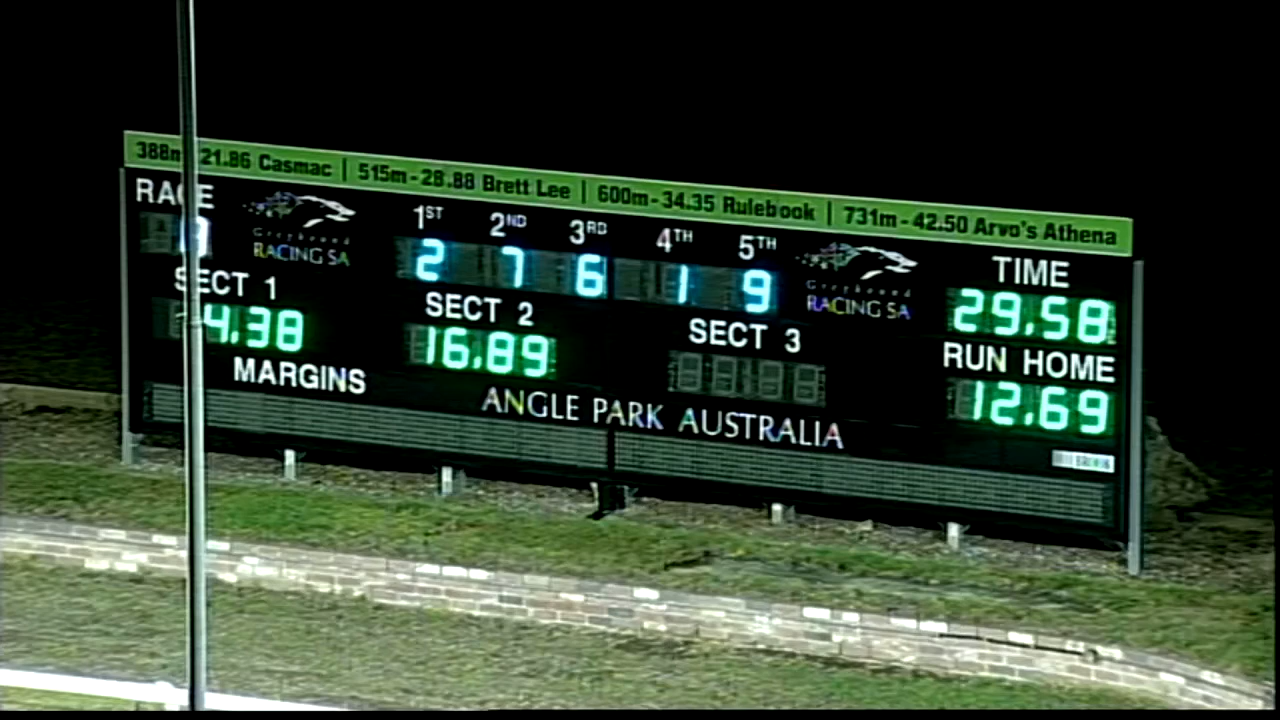 388m 21.86 Casmac | 515m - 28.88 Brett Lee | 600m - 34.35 Rulebook | 731m - 42.50 Arvo's Athena
RACE
Greyhound
RACING SA
1ST 2ND 3RD 4TH 5TH
2 7 6 1 9
Greyhound
RACING SA
TIME
29.58
SECT 1
4.38
SECT 2
16.89
SECT 3
RUN HOME
12.69
MARGINS
ANGLE PARK AUSTRALIA